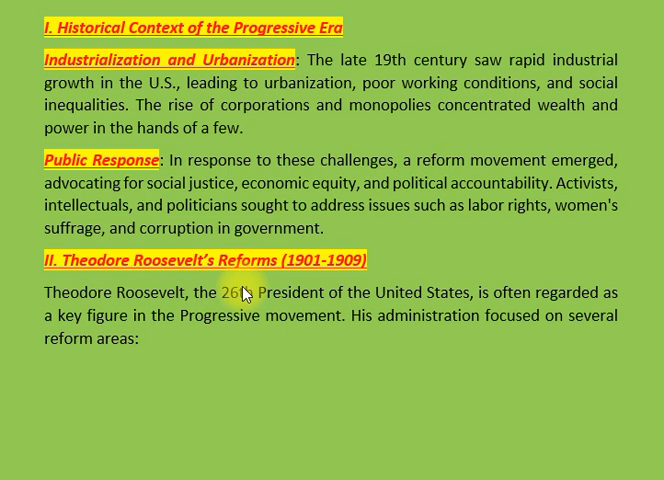 I. Historical Context of the Progressive Era
Industrialization and Urbanization: The late 19th century saw rapid industrial
growth in the U.S., leading to urbanization, poor working conditions, and social
inequalities. The rise of corporations and monopolies concentrated wealth and
power in the hands of a few.
Public Response: In response to these challenges, a reform movement emerged,
advocating for social justice, economic equity, and political accountability. Activists,
intellectuals, and politicians sought to address issues such as labor rights, women's
suffrage, and corruption in government.
II. Theodore Roosevelt’s Reforms (1901-1909)
Theodore Roosevelt, the 26th President of the United States, is often regarded as
a key figure in the Progressive movement. His administration focused on several
reform areas: